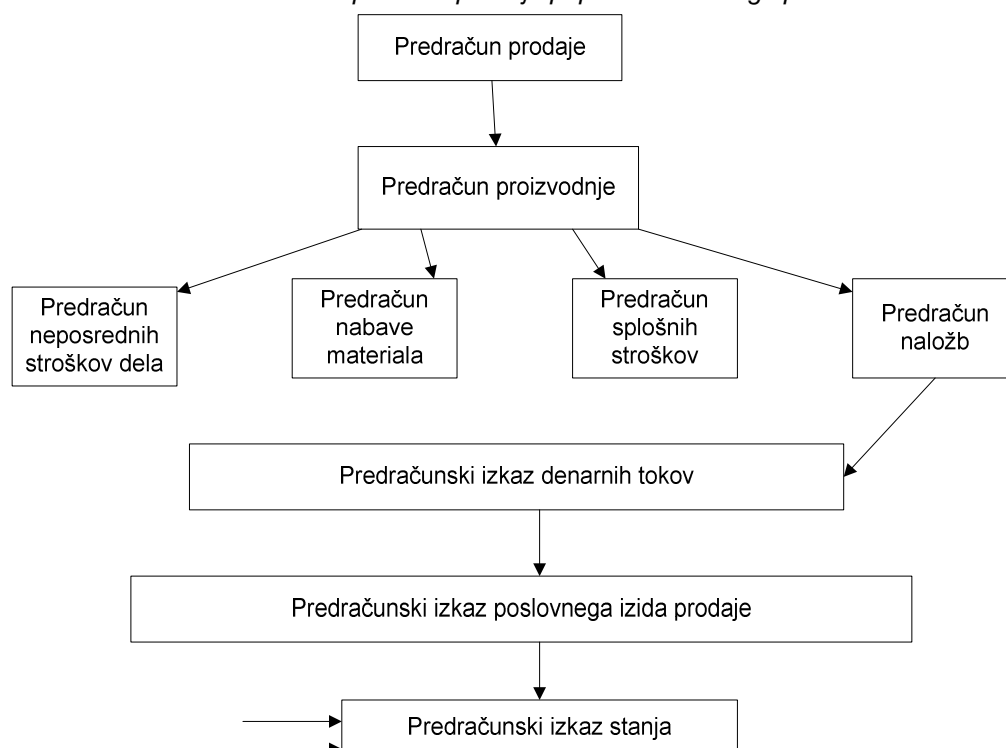 Predračun prodaje
Predračun proizvodnje
Predračun
neposrednih
stroškov dela
Predračun
nabave
materiala
Predračun
splošnih
stroškov
Predračun
naložb
Predračunski izkaz denarnih tokov
Predračunski izkaz poslovnega izida prodaje
Predračunski izkaz stanja